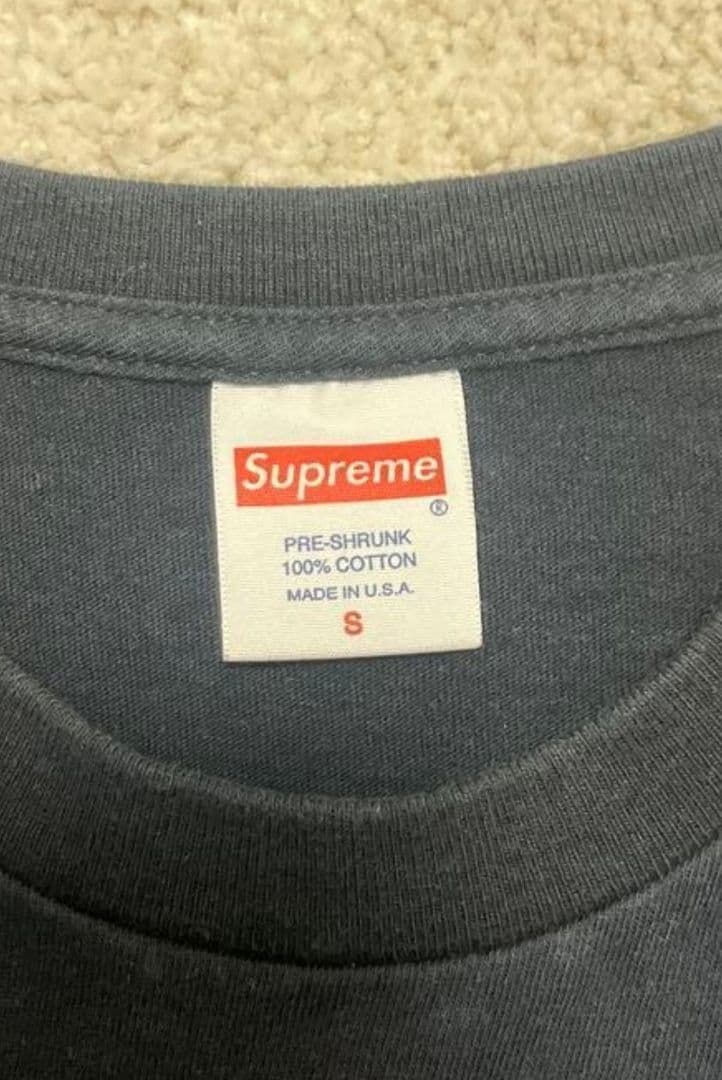 Supreme
®
PRE-SHRUNK
100% COTTON
MADE IN U.S.A.
S